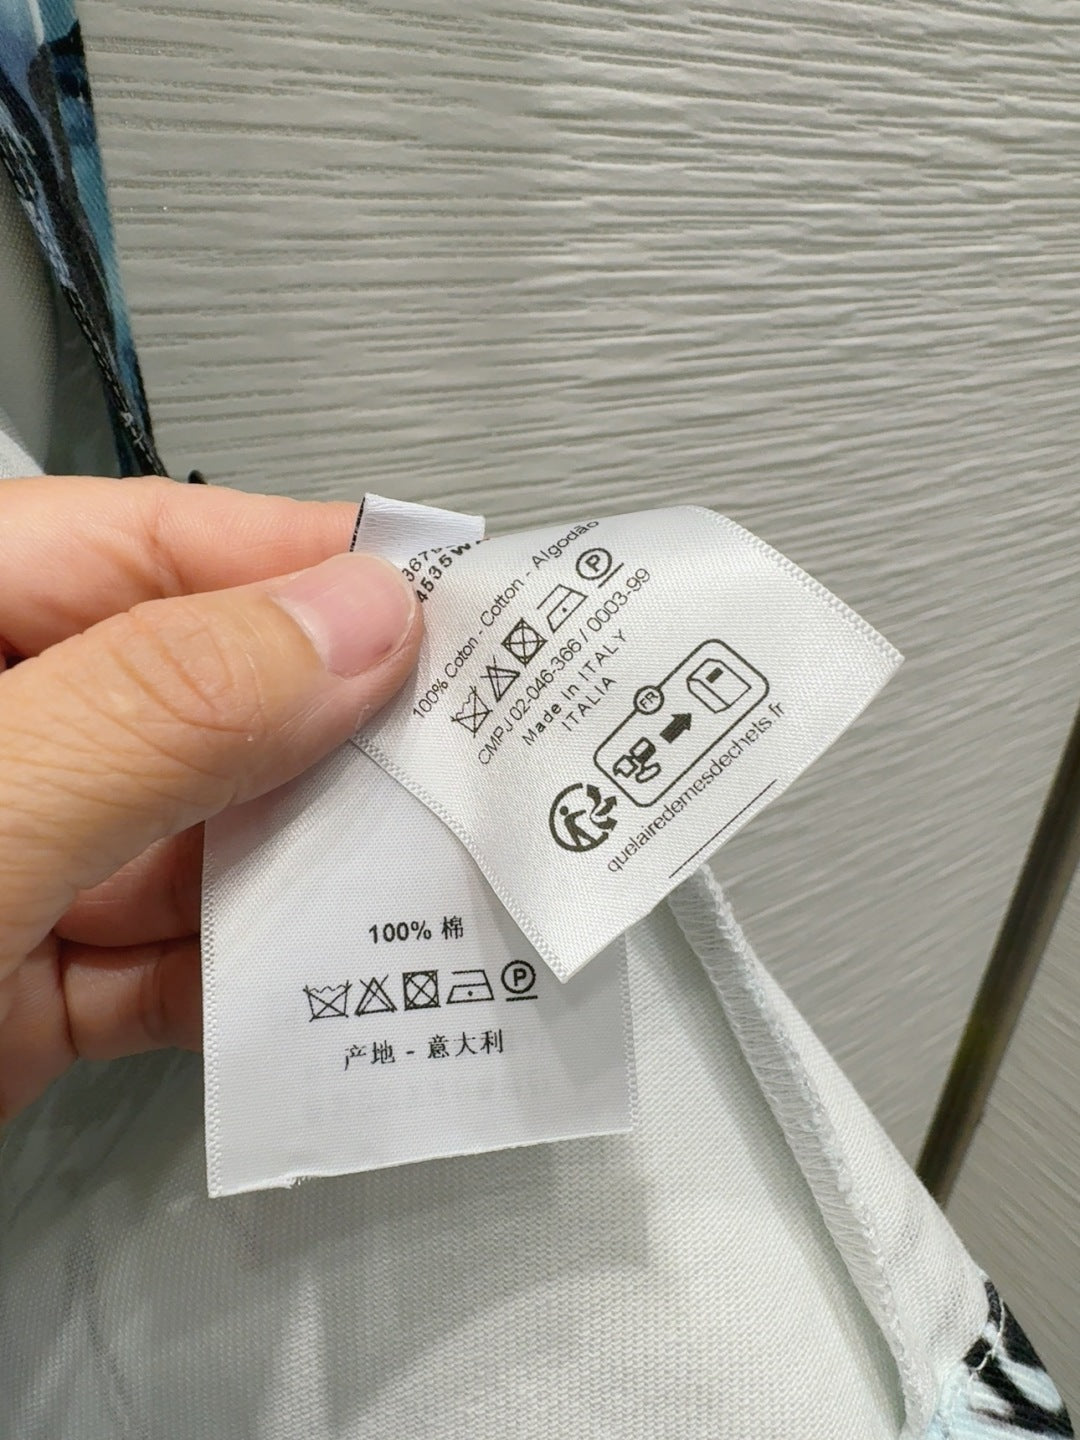 100% Coton - Cotton - Algodão
P
CMPJ 02-046-366 / 0003-99
Made in ITALY
ITALIA
FR
quelairedemesdechets.fr
100% 棉
P
产地 - 意大利